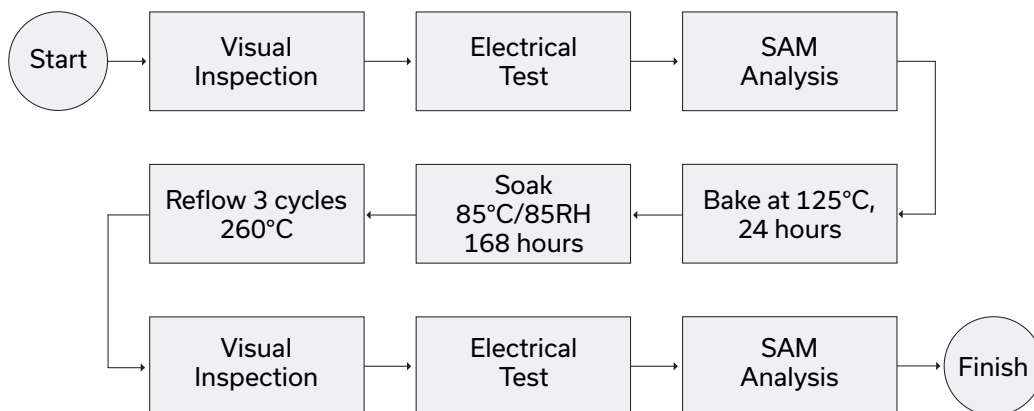 Start
Visual
Inspection
Electrical
Test
SAM
Analysis
Reflow 3 cycles
260°C
Soak
85°C/85RH
168 hours
Bake at 125°C,
24 hours
Visual
Inspection
Electrical
Test
SAM
Analysis
Finish